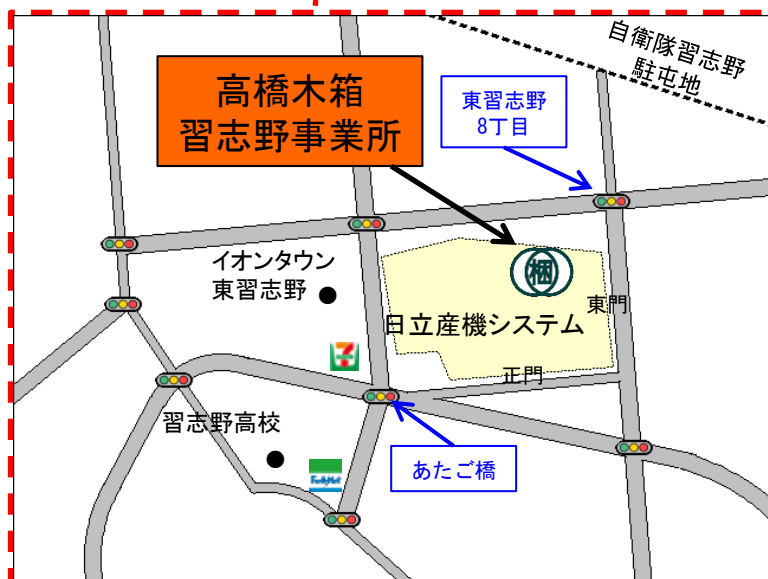 自衛隊習志野
駐屯地
高橋木箱
習志野事業所
東習志野
8丁目
イオンタウン
東習志野
梱
東門
日立産機システム
正門
習志野高校
あたご橋
FamilyMart